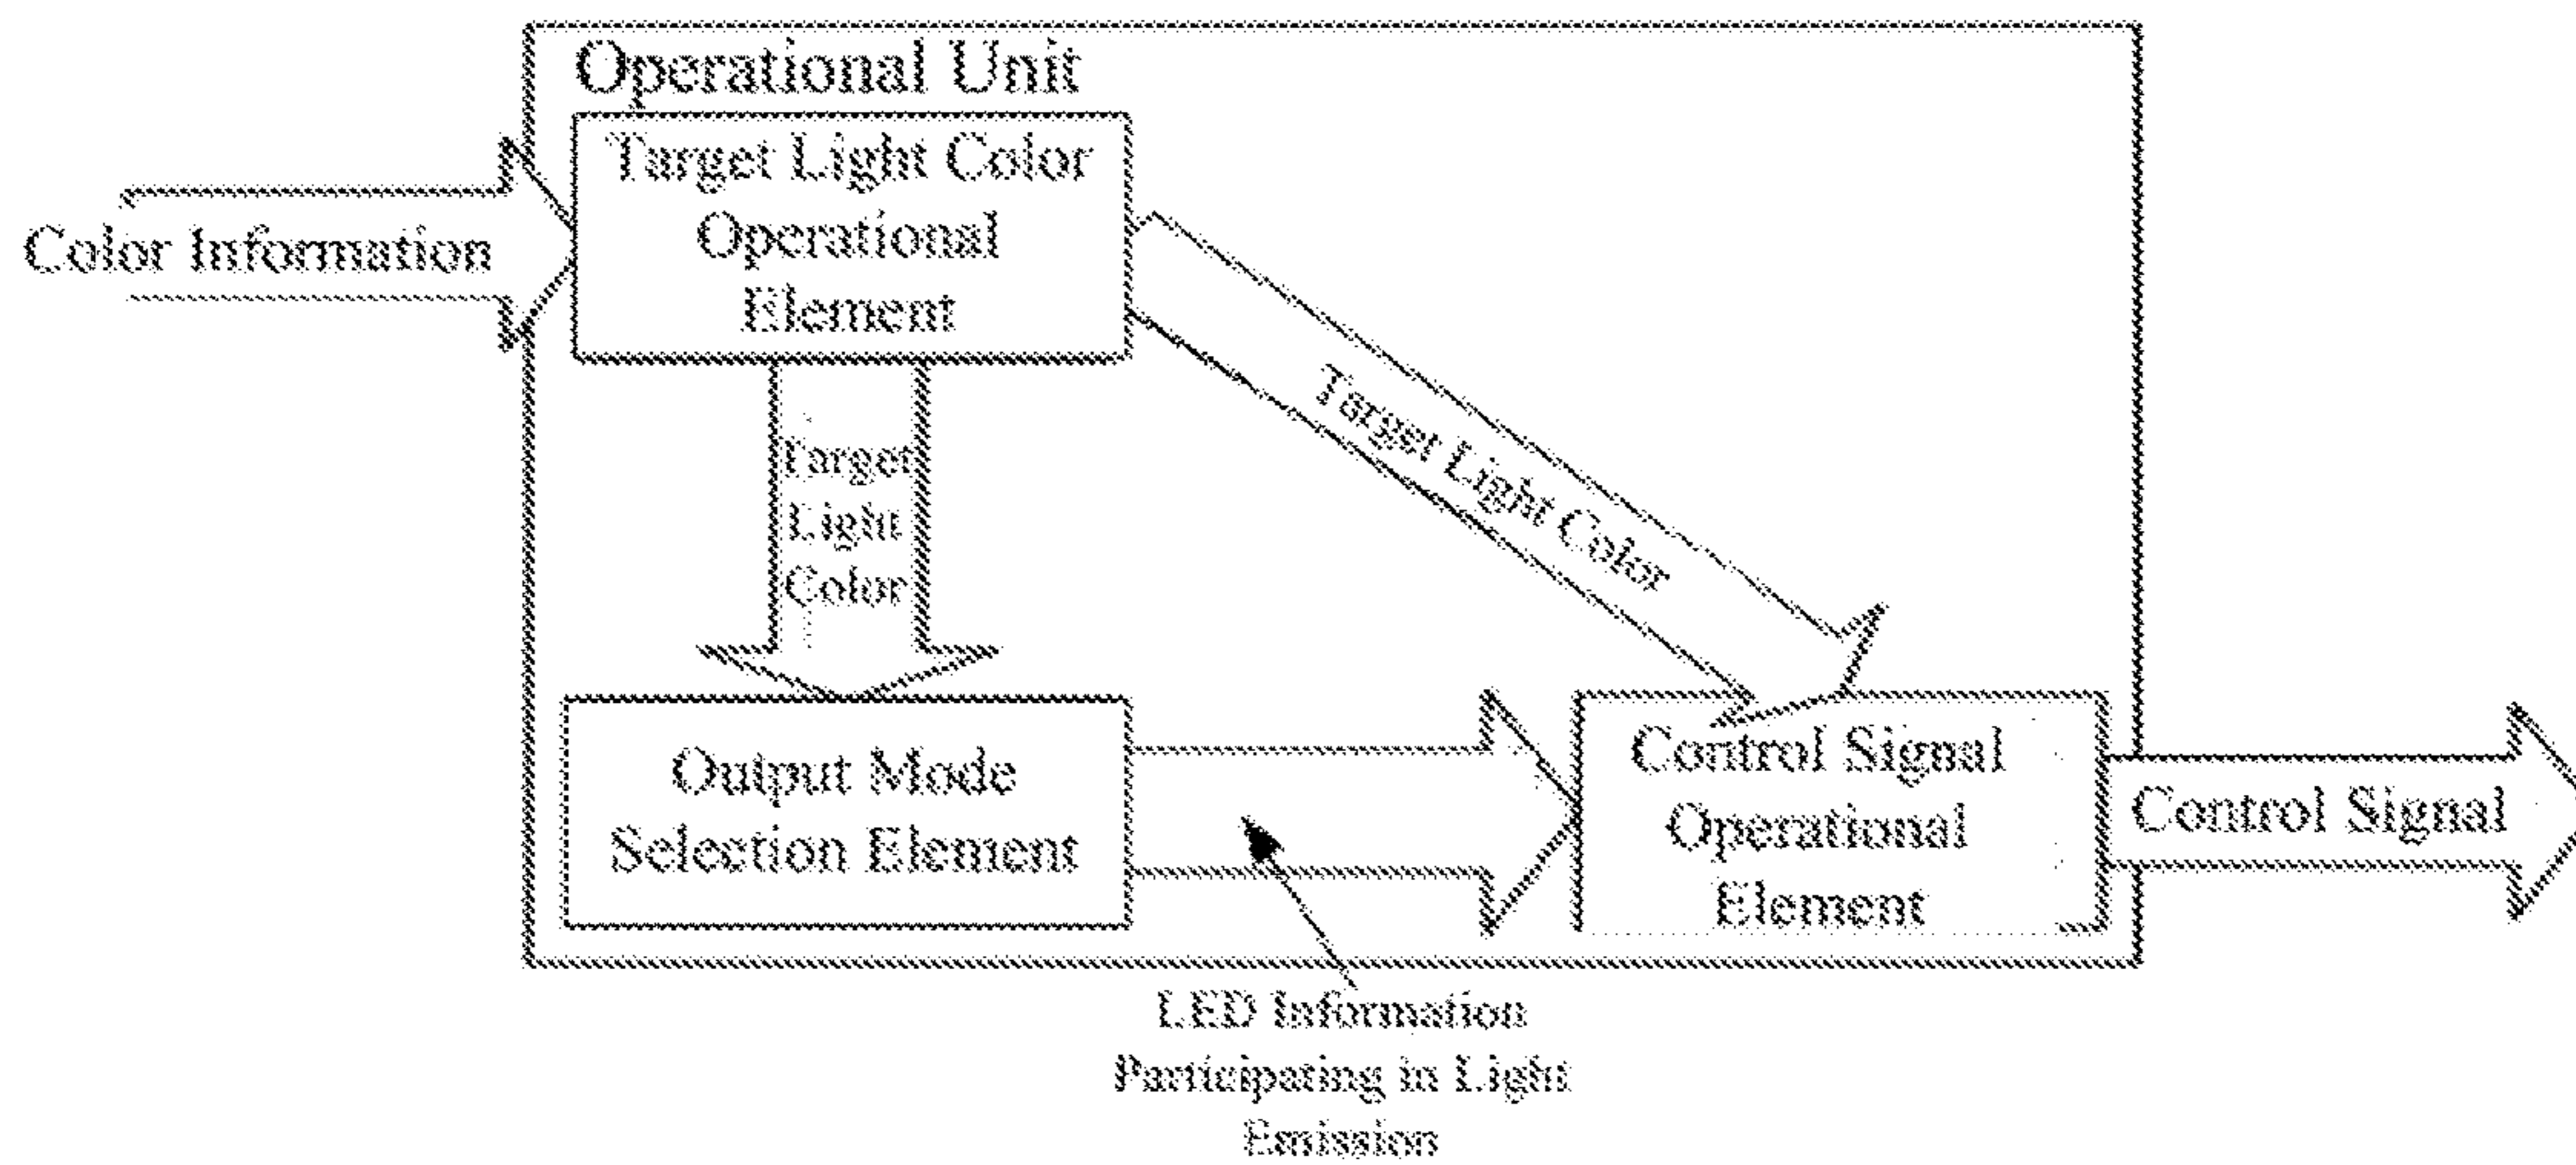 Operational Unit
Target Light Color
Operational
Element
Color Information
Target Light Color
Target
Light
Color
Output Mode
Selection Element
Control Signal
Operational
Element
Control Signal
LED Information
Participating in Light
Emission